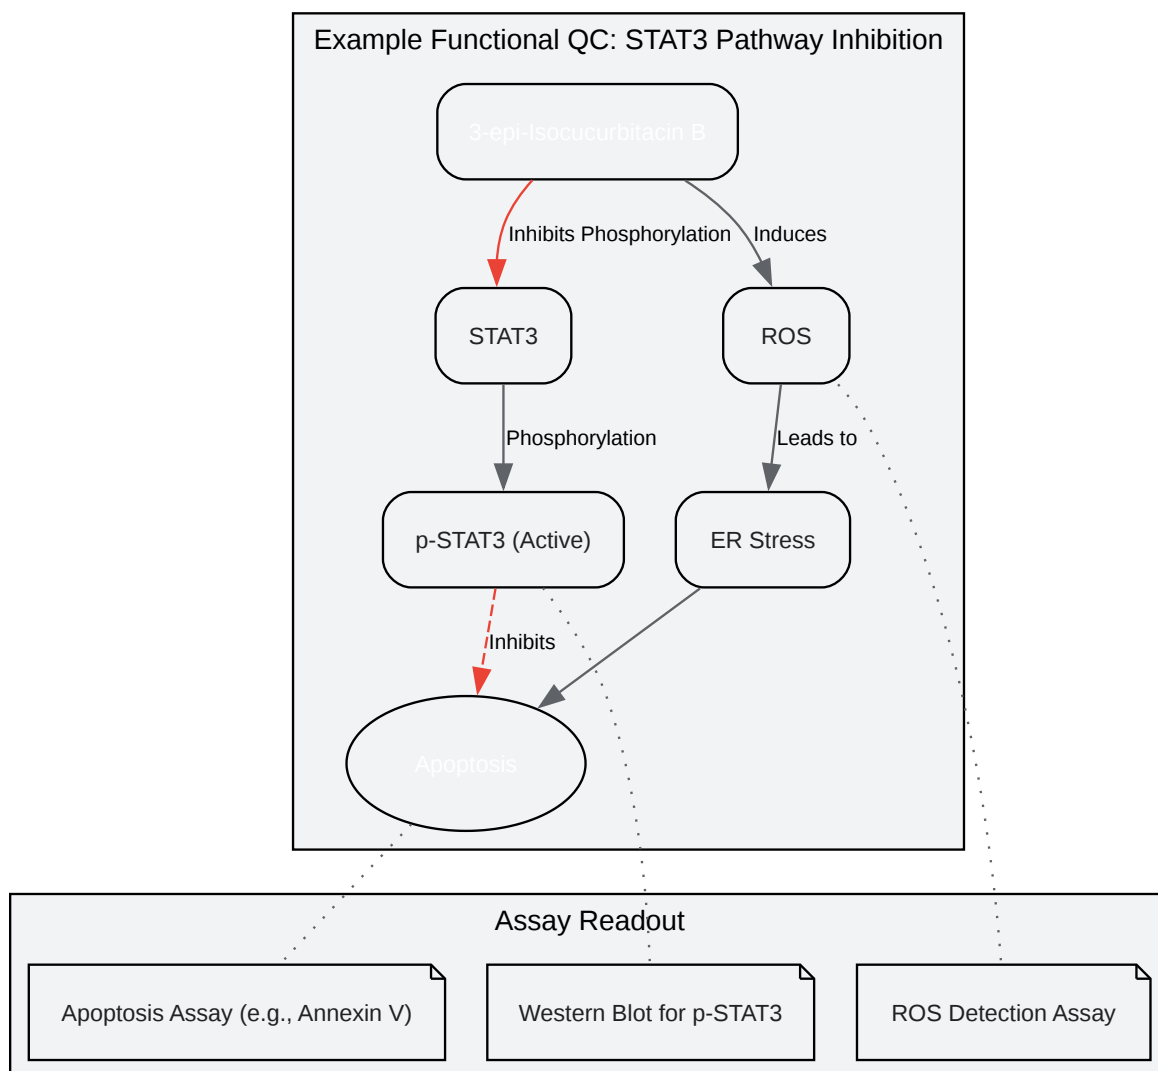 Example Functional QC: STAT3 Pathway Inhibition
3-epi-Isocucurbitacin B
Inhibits Phosphorylation
Induces
STAT3
ROS
Phosphorylation
Leads to
p-STAT3 (Active)
ER Stress
Inhibits
Apoptosis
Assay Readout
Apoptosis Assay (e.g., Annexin V)
Western Blot for p-STAT3
ROS Detection Assay